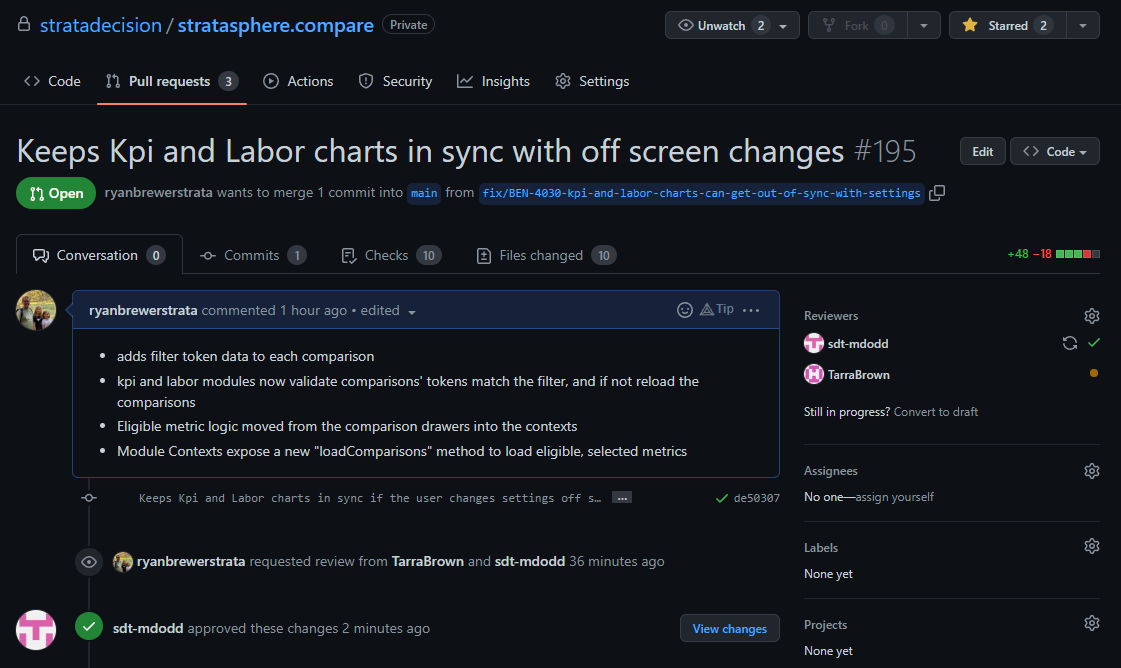 stratadecision / stratasphere.compare Private Unwatch 2 Fork 0 Starred 2
Code Pull requests 3 Actions Security Insights Settings
Keeps Kpi and Labor charts in sync with off screen changes #195 Edit Code
Open ryanbrewerstrata wants to merge 1 commit into main from fix/BEN-4030-kpi-and-labor-charts-can-get-out-of-sync-with-settings
Conversation 0 Commits 1 Checks 10 Files changed 10 +48 −18
ryanbrewerstrata commented 1 hour ago • edited Tip ...
• adds filter token data to each comparison
• kpi and labor modules now validate comparisons' tokens match the filter, and if not reload the
comparisons
• Eligible metric logic moved from the comparison drawers into the contexts
• Module Contexts expose a new "loadComparisons" method to load eligible, selected metrics
Keeps Kpi and Labor charts in sync if the user changes settings off s… ... de50307
ryanbrewerstrata requested review from TarraBrown and sdt-mdodd 36 minutes ago
sdt-mdodd approved these changes 2 minutes ago View changes
Reviewers
sdt-mdodd
TarraBrown
Still in progress? Convert to draft
Assignees
No one—assign yourself
Labels
None yet
Projects
None yet